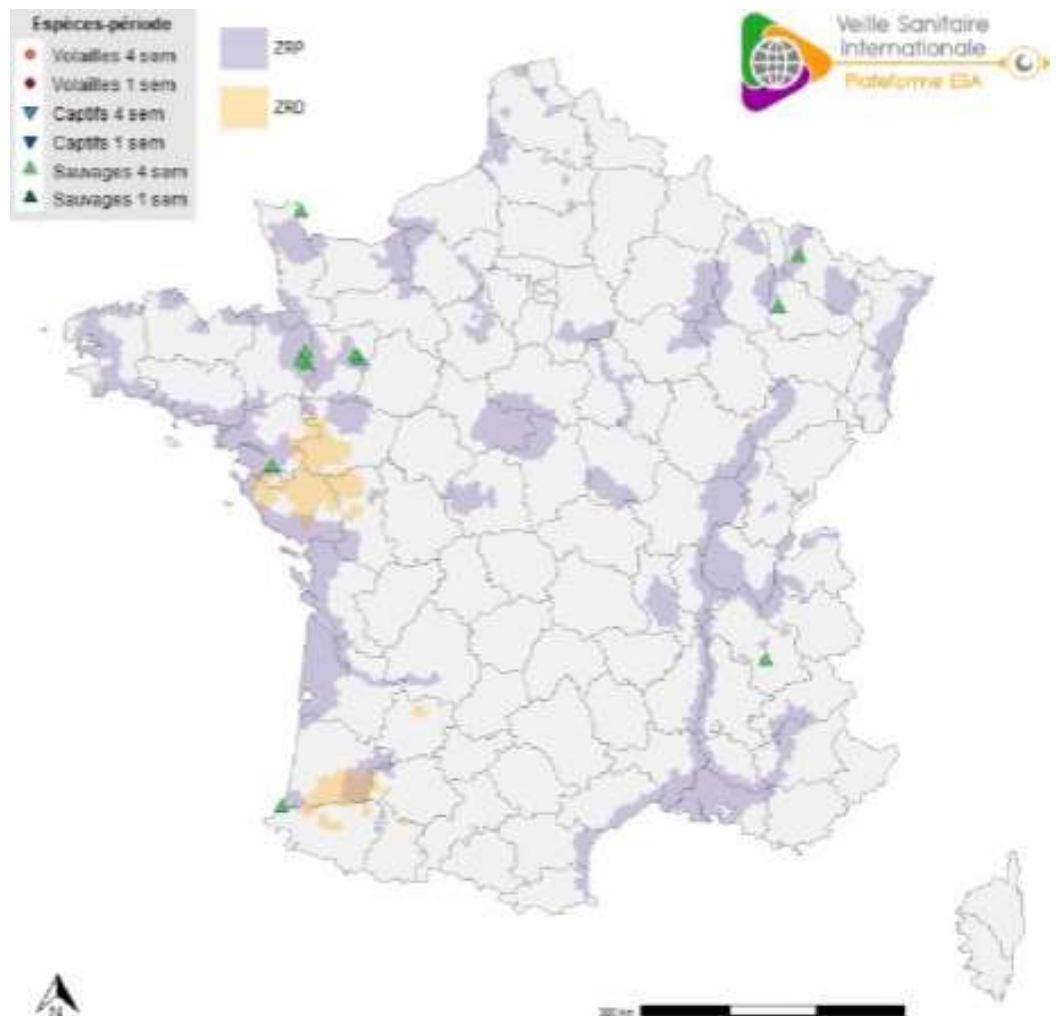 Espèces-période
Volailles 4 sem
Volailles 1 sem
Captifs 4 sem
Captifs 1 sem
Sauvages 4 sem
Sauvages 1 sem
ZRP
ZRD
Veille Sanitaire
Internationale
Plateforme ESA
N